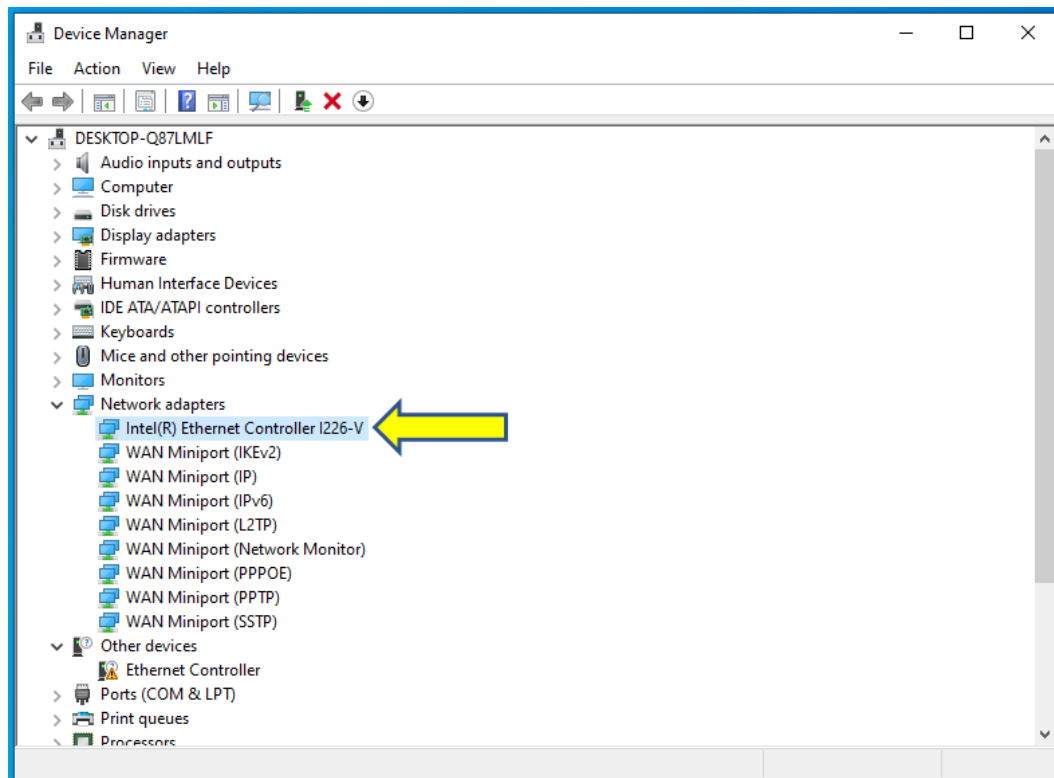 Device Manager
File Action View Help
DESKTOP-Q87LMLF
Audio inputs and outputs
Computer
Disk drives
Display adapters
Firmware
Human Interface Devices
IDE ATA/ATAPI controllers
Keyboards
Mice and other pointing devices
Monitors
Network adapters
Intel(R) Ethernet Controller I226-V
WAN Miniport (IKEv2)
WAN Miniport (IP)
WAN Miniport (IPv6)
WAN Miniport (L2TP)
WAN Miniport (Network Monitor)
WAN Miniport (PPPOE)
WAN Miniport (PPTP)
WAN Miniport (SSTP)
Other devices
Ethernet Controller
Ports (COM & LPT)
Print queues
Processors